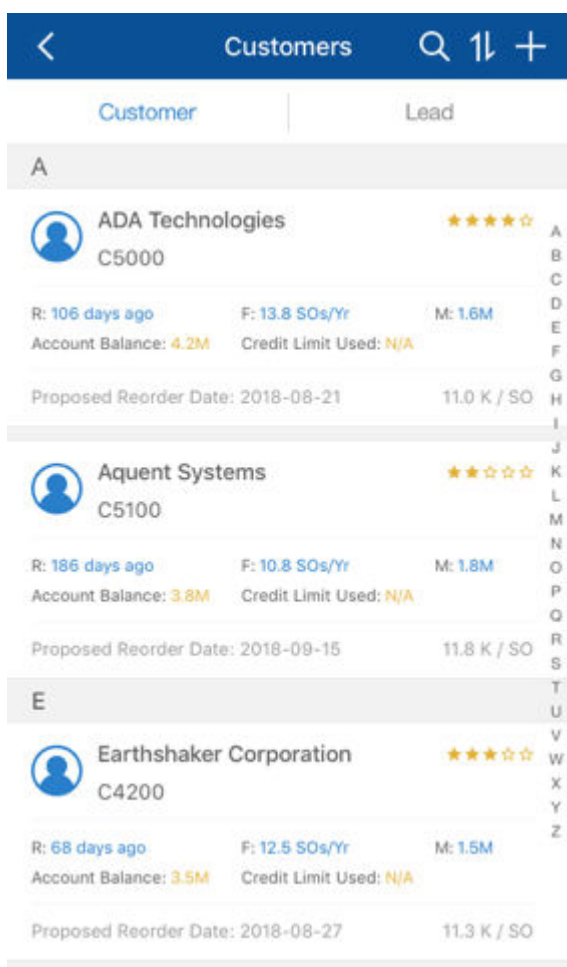 Customers
Customer Lead
A
ADA Technologies
C5000
R: 106 days ago F: 13.8 SOs/Yr M: 1.6M
Account Balance: 4.2M Credit Limit Used: N/A
Proposed Reorder Date: 2018-08-21 11.0 K / SO
Aquent Systems
C5100
R: 186 days ago F: 10.8 SOs/Yr M: 1.8M
Account Balance: 3.8M Credit Limit Used: N/A
Proposed Reorder Date: 2018-09-15 11.8 K / SO
E
Earthshaker Corporation
C4200
R: 68 days ago F: 12.5 SOs/Yr M: 1.5M
Account Balance: 3.5M Credit Limit Used: N/A
Proposed Reorder Date: 2018-08-27 11.3 K / SO
A
B
C
D
E
F
G
H
I
J
K
L
M
N
O
P
Q
R
S
T
U
V
W
X
Y
Z